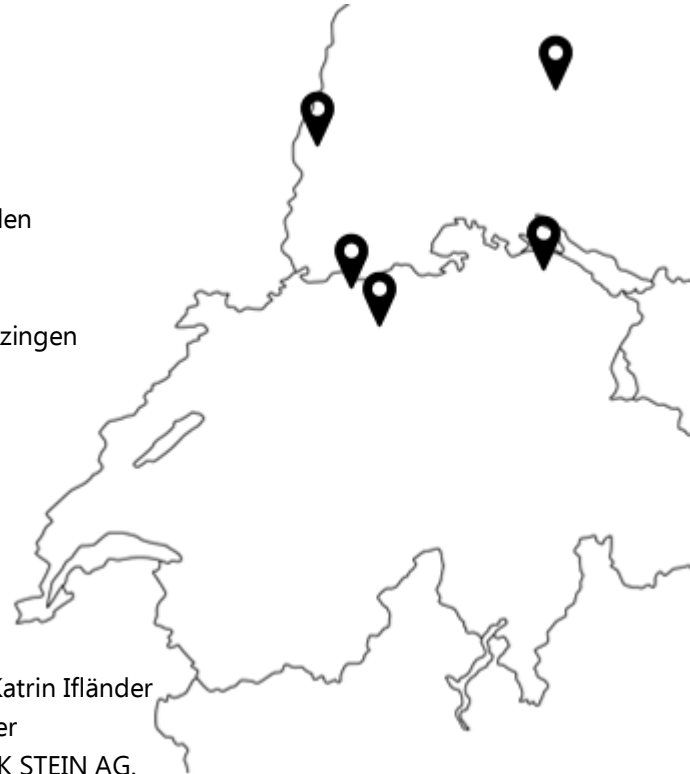 len
zingen
Katrin Ifländer
er
K STEIN AG.